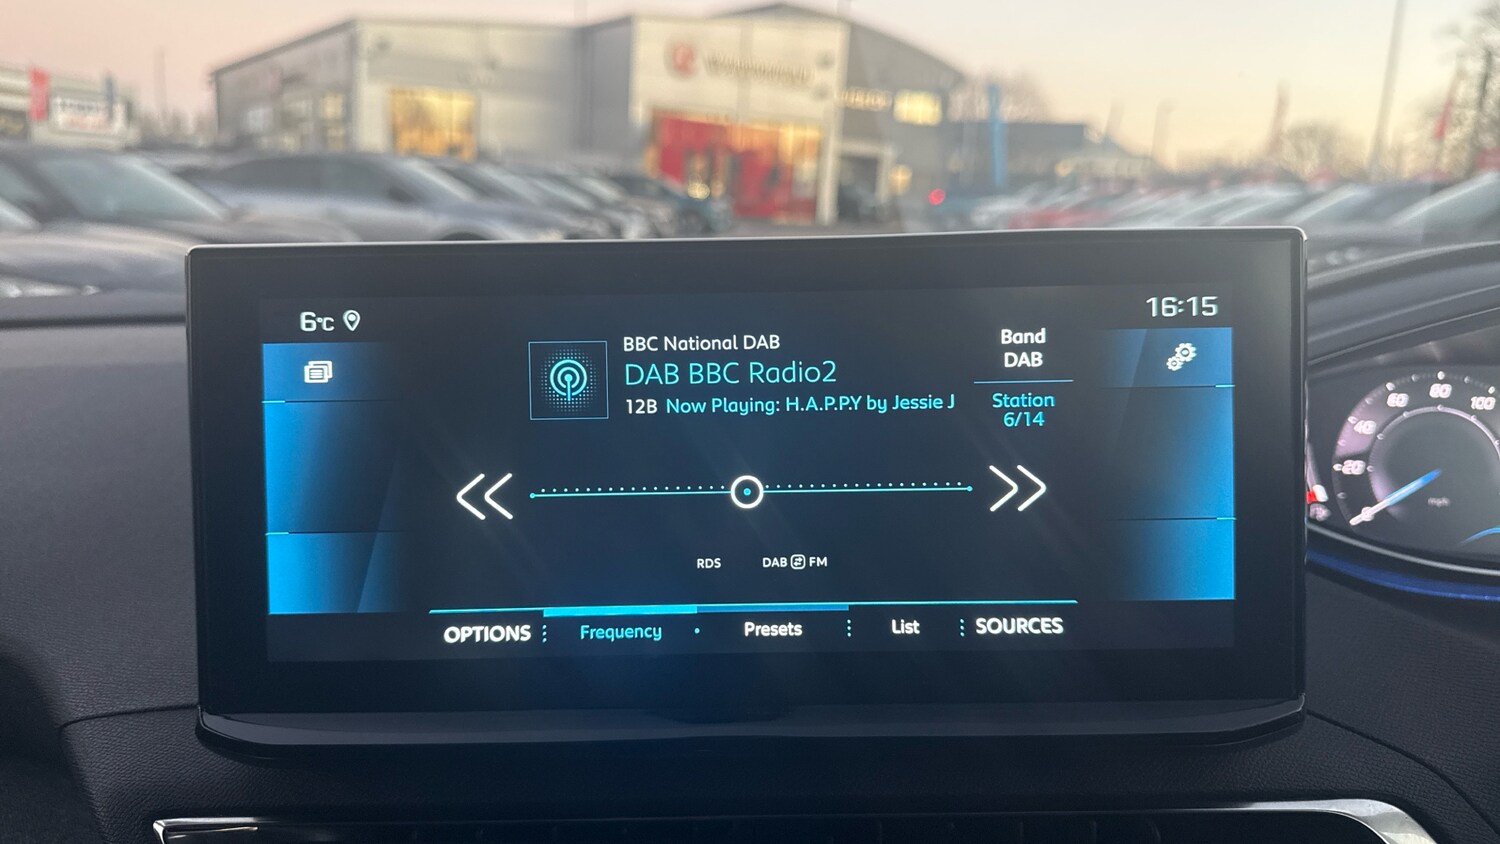 6°C
16:15
BBC National DAB
DAB BBC Radio2
12B Now Playing: H.A.P.P.Y by Jessie J
Band
DAB
Station
6/14
RDS
DAB FM
OPTIONS
Frequency
Presets
List
SOURCES
20
40
60
80
100
mph